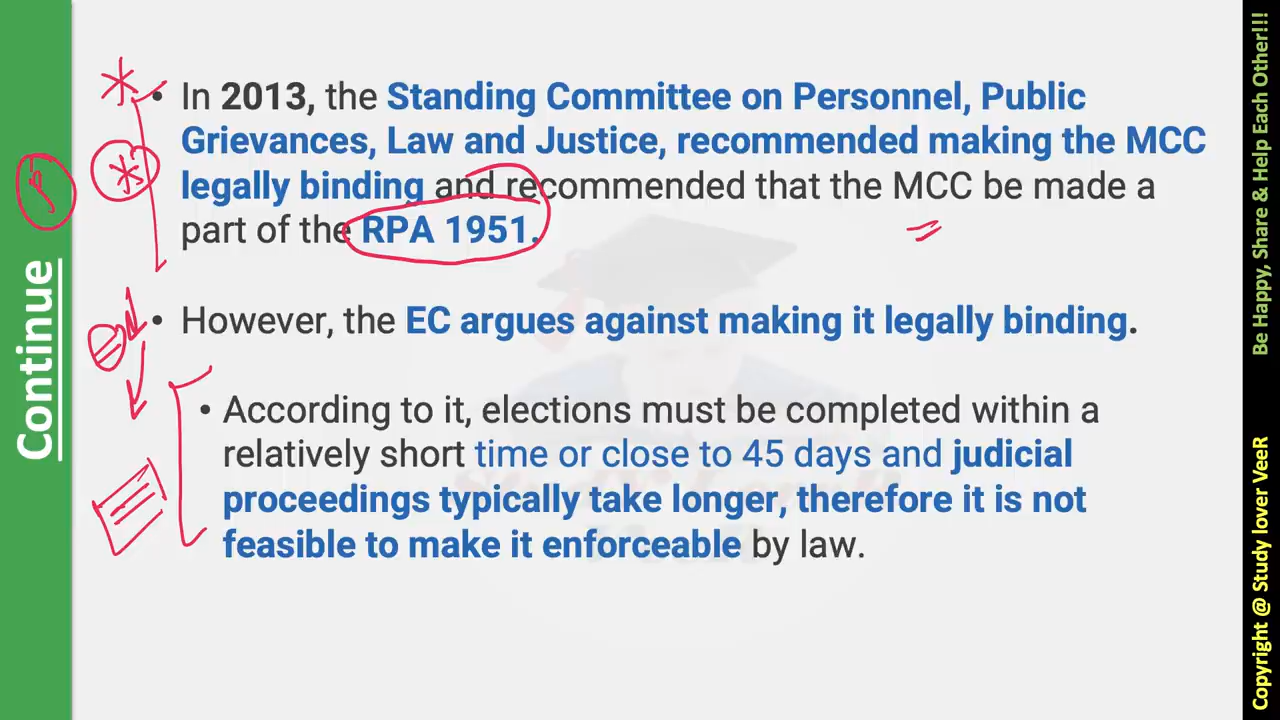 Continue
• In 2013, the Standing Committee on Personnel, Public
Grievances, Law and Justice, recommended making the MCC
legally binding and recommended that the MCC be made a
part of the RPA 1951.
• However, the EC argues against making it legally binding.
• According to it, elections must be completed within a
relatively short time or close to 45 days and judicial
proceedings typically take longer, therefore it is not
feasible to make it enforceable by law.
Be Happy, Share & Help Each Other!!!
Copyright @ Study lover VeeR